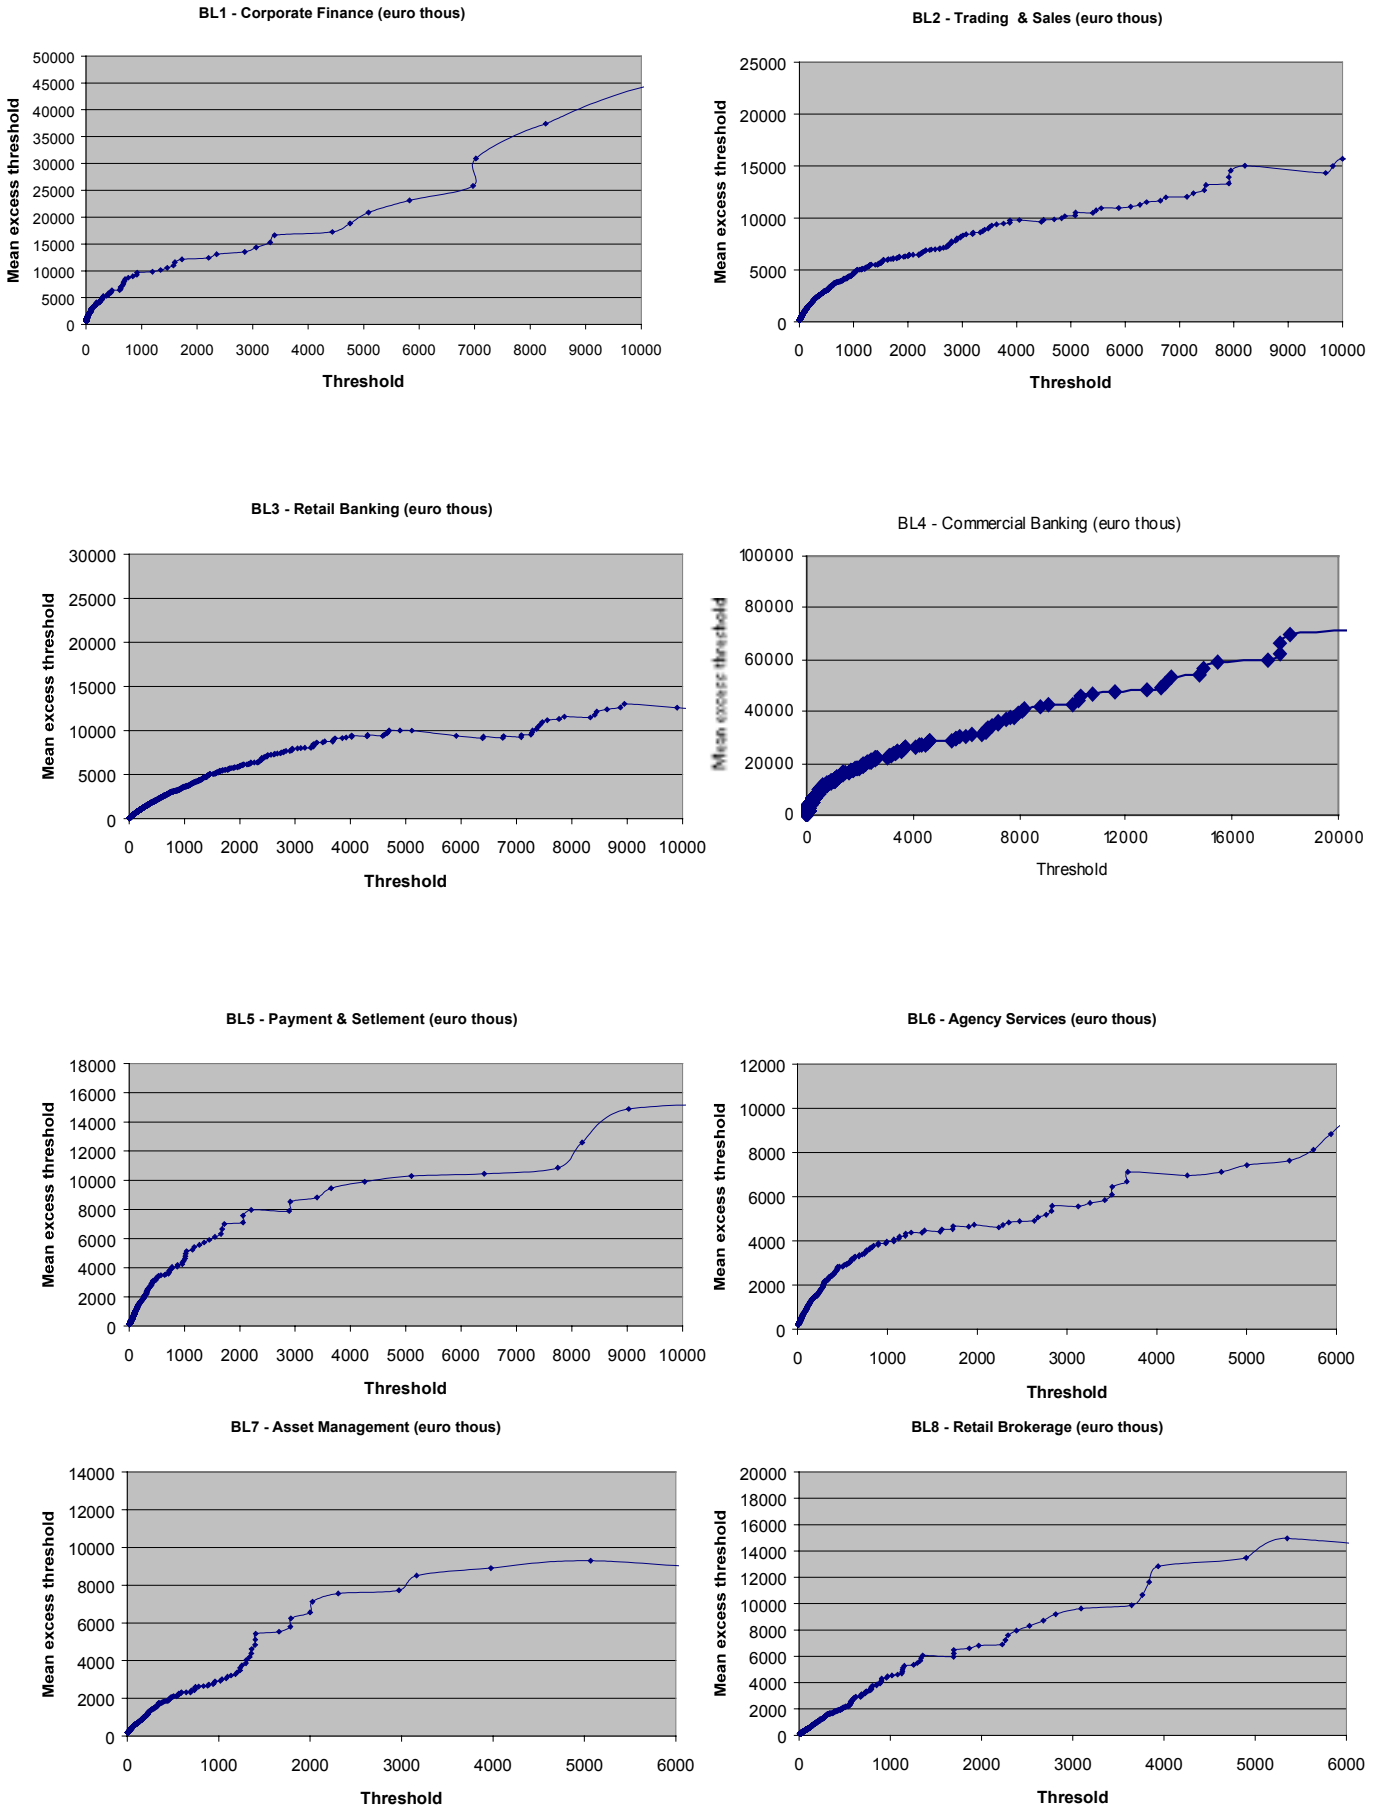 BL1 - Corporate Finance (euro thous)
Mean excess threshold
50000
45000
40000
35000
30000
25000
20000
15000
10000
5000
0
0 1000 2000 3000 4000 5000 6000 7000 8000 9000 10000
Threshold
BL2 - Trading & Sales (euro thous)
Mean excess threshold
25000
20000
15000
10000
5000
0
0 1000 2000 3000 4000 5000 6000 7000 8000 9000 10000
Threshold
BL3 - Retail Banking (euro thous)
Mean excess threshold
30000
25000
20000
15000
10000
5000
0
0 1000 2000 3000 4000 5000 6000 7000 8000 9000 10000
Threshold
BL4 - Commercial Banking (euro thous)
Mean excess threshold
100000
80000
60000
40000
20000
0
0 4000 8000 12000 16000 20000
Threshold
BL5 - Payment & Setlement (euro thous)
Mean excess threshold
18000
16000
14000
12000
10000
8000
6000
4000
2000
0
0 1000 2000 3000 4000 5000 6000 7000 8000 9000 10000
Threshold
BL6 - Agency Services (euro thous)
Mean excess threshold
12000
10000
8000
6000
4000
2000
0
0 1000 2000 3000 4000 5000 6000
Threshold
BL7 - Asset Management (euro thous)
Mean excess threshold
14000
12000
10000
8000
6000
4000
2000
0
0 1000 2000 3000 4000 5000 6000
Threshold
BL8 - Retail Brokerage (euro thous)
Mean excess threshold
20000
18000
16000
14000
12000
10000
8000
6000
4000
2000
0
0 1000 2000 3000 4000 5000 6000
Thresold